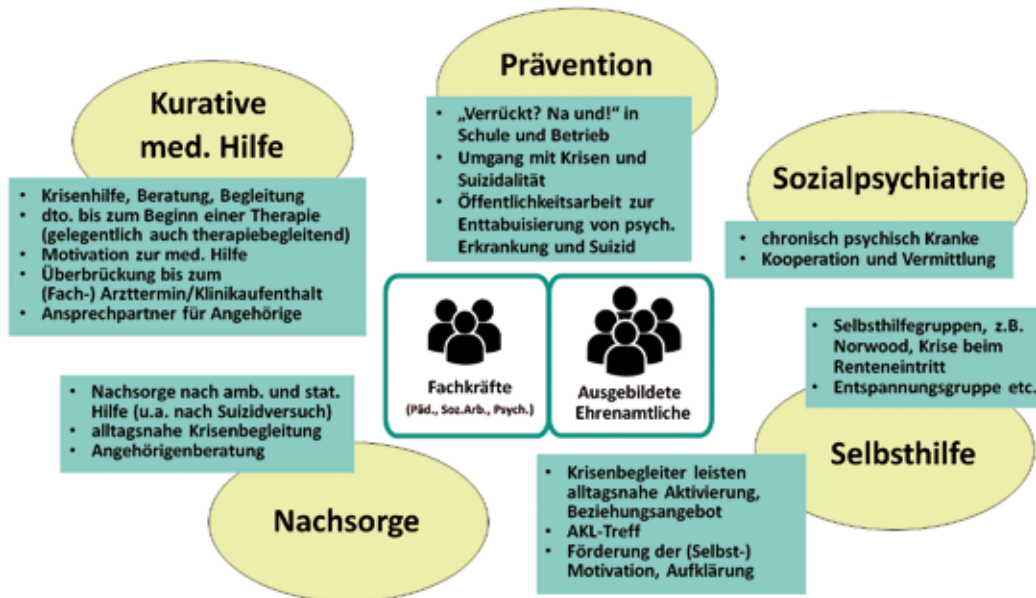 Prävention
• „Verrückt? Na und!“ in
Schule und Betrieb
• Umgang mit Krisen und
Suizidalität
• Öffentlichkeitsarbeit zur
Enttabuisierung von psych.
Erkrankung und Suizid
Kurative
med. Hilfe
• Krisenhilfe, Beratung, Begleitung
• dto. bis zum Beginn einer Therapie
(gelegentlich auch therapiebegleitend)
• Motivation zur med. Hilfe
• Überbrückung bis zum
(Fach-) Arzttermin/Klinikaufenthalt
• Ansprechpartner für Angehörige
Sozialpsychiatrie
• chronisch psychisch Kranke
• Kooperation und Vermittlung
Fachkräfte
(Päd., Soz.Arb., Psych.)
Ausgebildete
Ehrenamtliche
• Selbsthilfegruppen, z.B.
Norwood, Krise beim
Renteneintritt
• Entspannungsgruppe etc.
Selbsthilfe
• Nachsorge nach amb. und stat.
Hilfe (u.a. nach Suizidversuch)
• alltagsnahe Krisenbegleitung
• Angehörigenberatung
Nachsorge
• Krisenbegleiter leisten
alltagsnahe Aktivierung,
Beziehungsangebot
• AKL-Treff
• Förderung der (Selbst-)
Motivation, Aufklärung